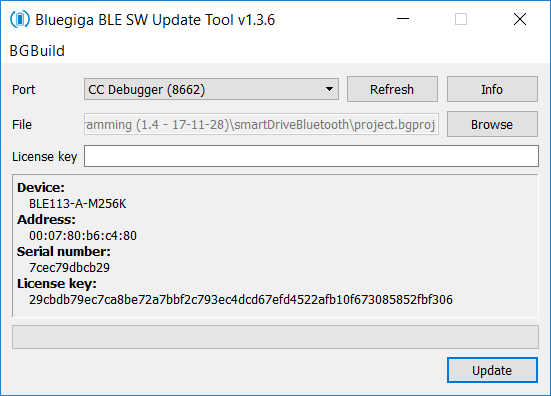 Bluegiga BLE SW Update Tool v1.3.6
BGBuild
Port CC Debugger (8662) Refresh Info
File ramming (1.4 - 17-11-28)\smartDriveBluetooth\project.bgproj Browse
License key
Device:
BLE113-A-M256K
Address:
00:07:80:b6:c4:80
Serial number:
7cec79dbcb29
License key:
29cbdb79ec7ca8be72a7bbf2c793ec4dcd67efd4522afb10f673085852fbf306
Update